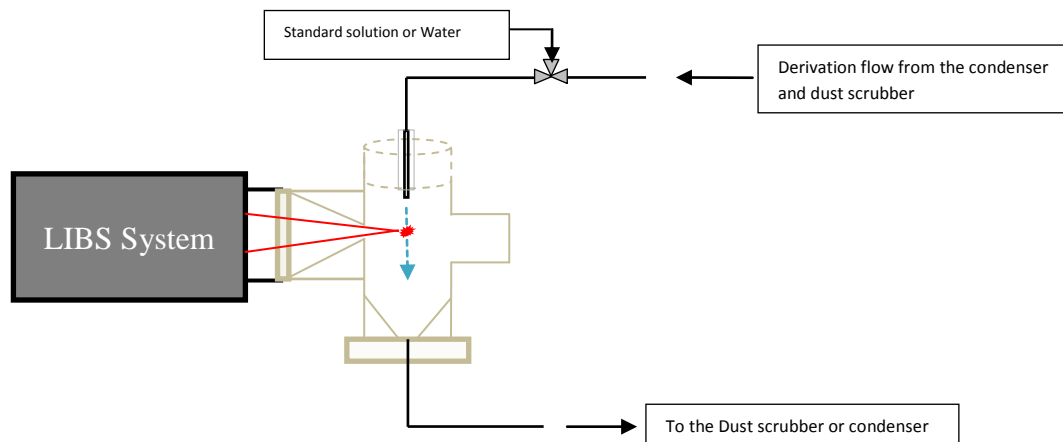 Standard solution or Water
Derivation flow from the condenser
and dust scrubber
LIBS System
To the Dust scrubber or condenser